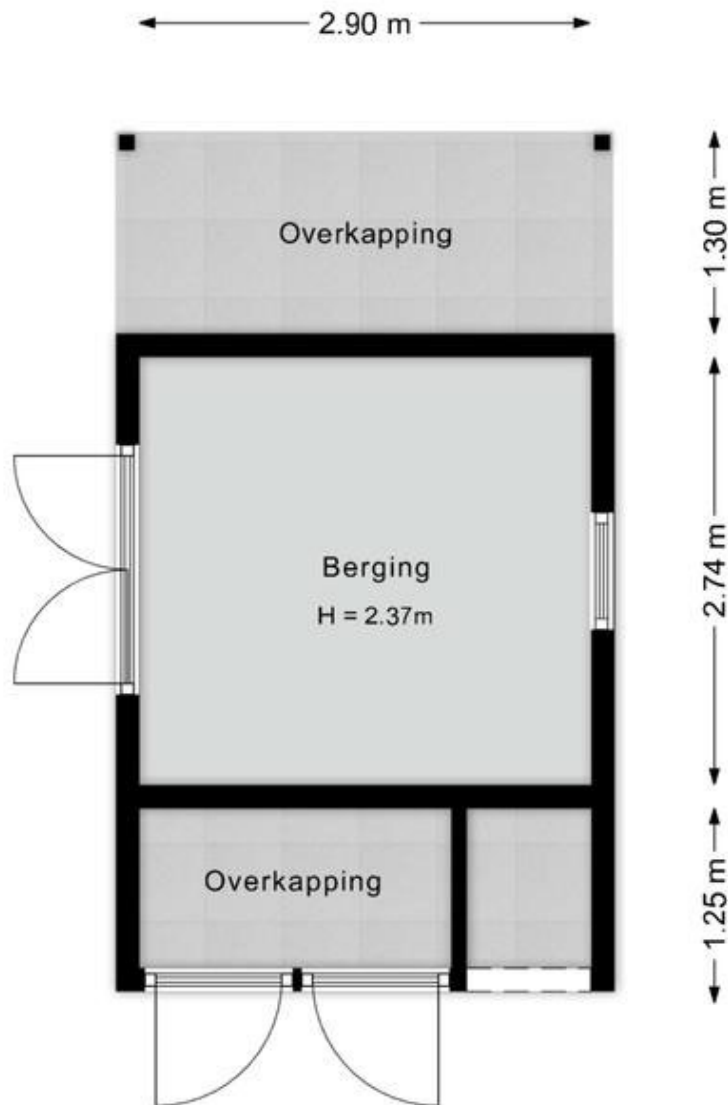 2.90 m
Overkapping
1.30 m
Berging
H = 2.37m
2.74 m
Overkapping
1.25 m